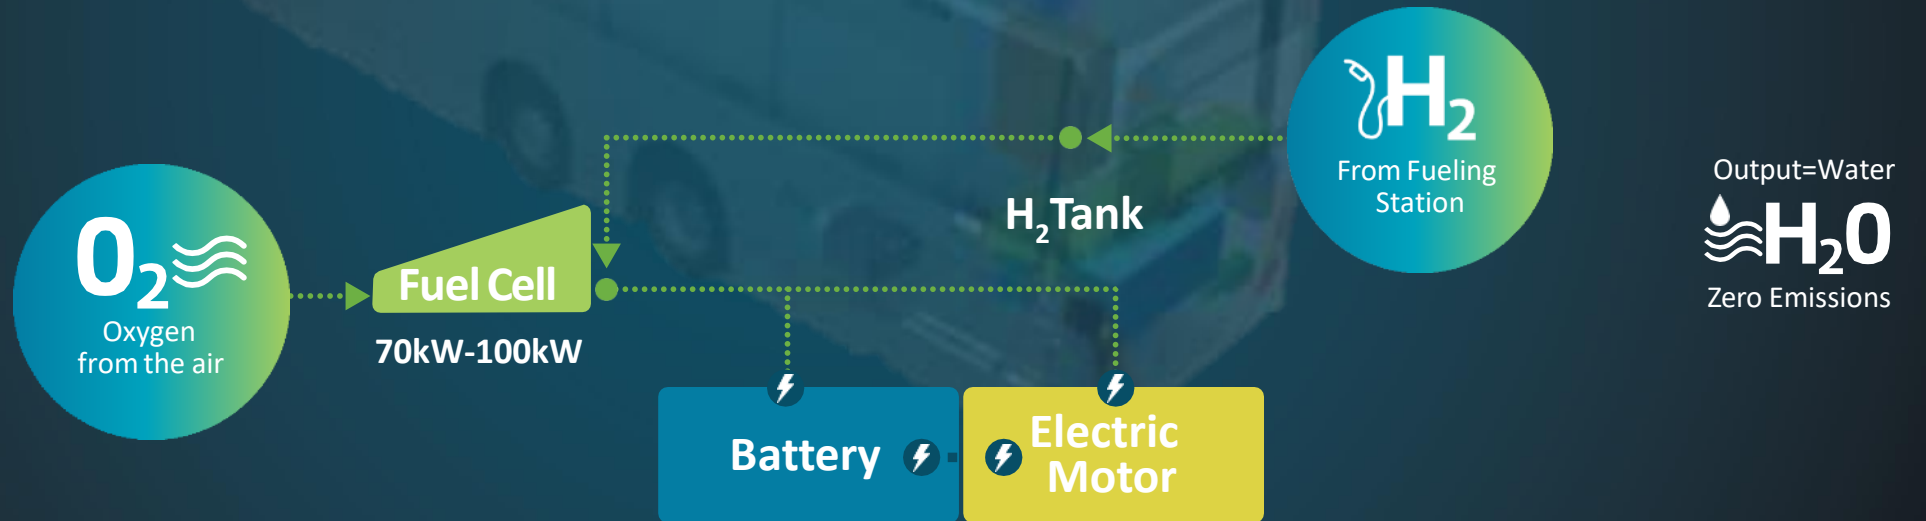 O₂
Oxygen
from the air
Fuel Cell
70kW-100kW
H₂Tank
H₂
From Fueling
Station
Output=Water
H₂0
Zero Emissions
Battery
Electric
Motor